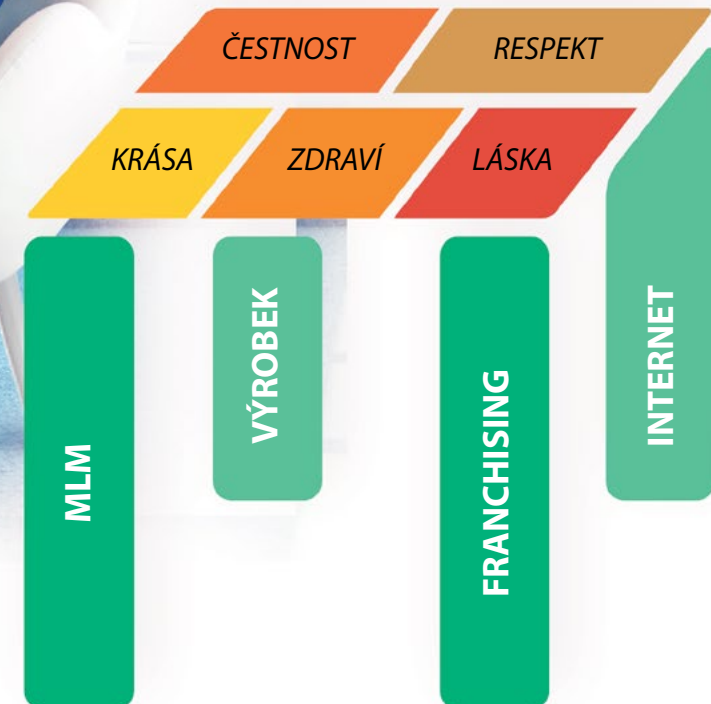 ČESTNOST
RESPEKT
KRÁSA
ZDRAVÍ
LÁSKA
MLM
VÝROBEK
FRANCHISING
INTERNET